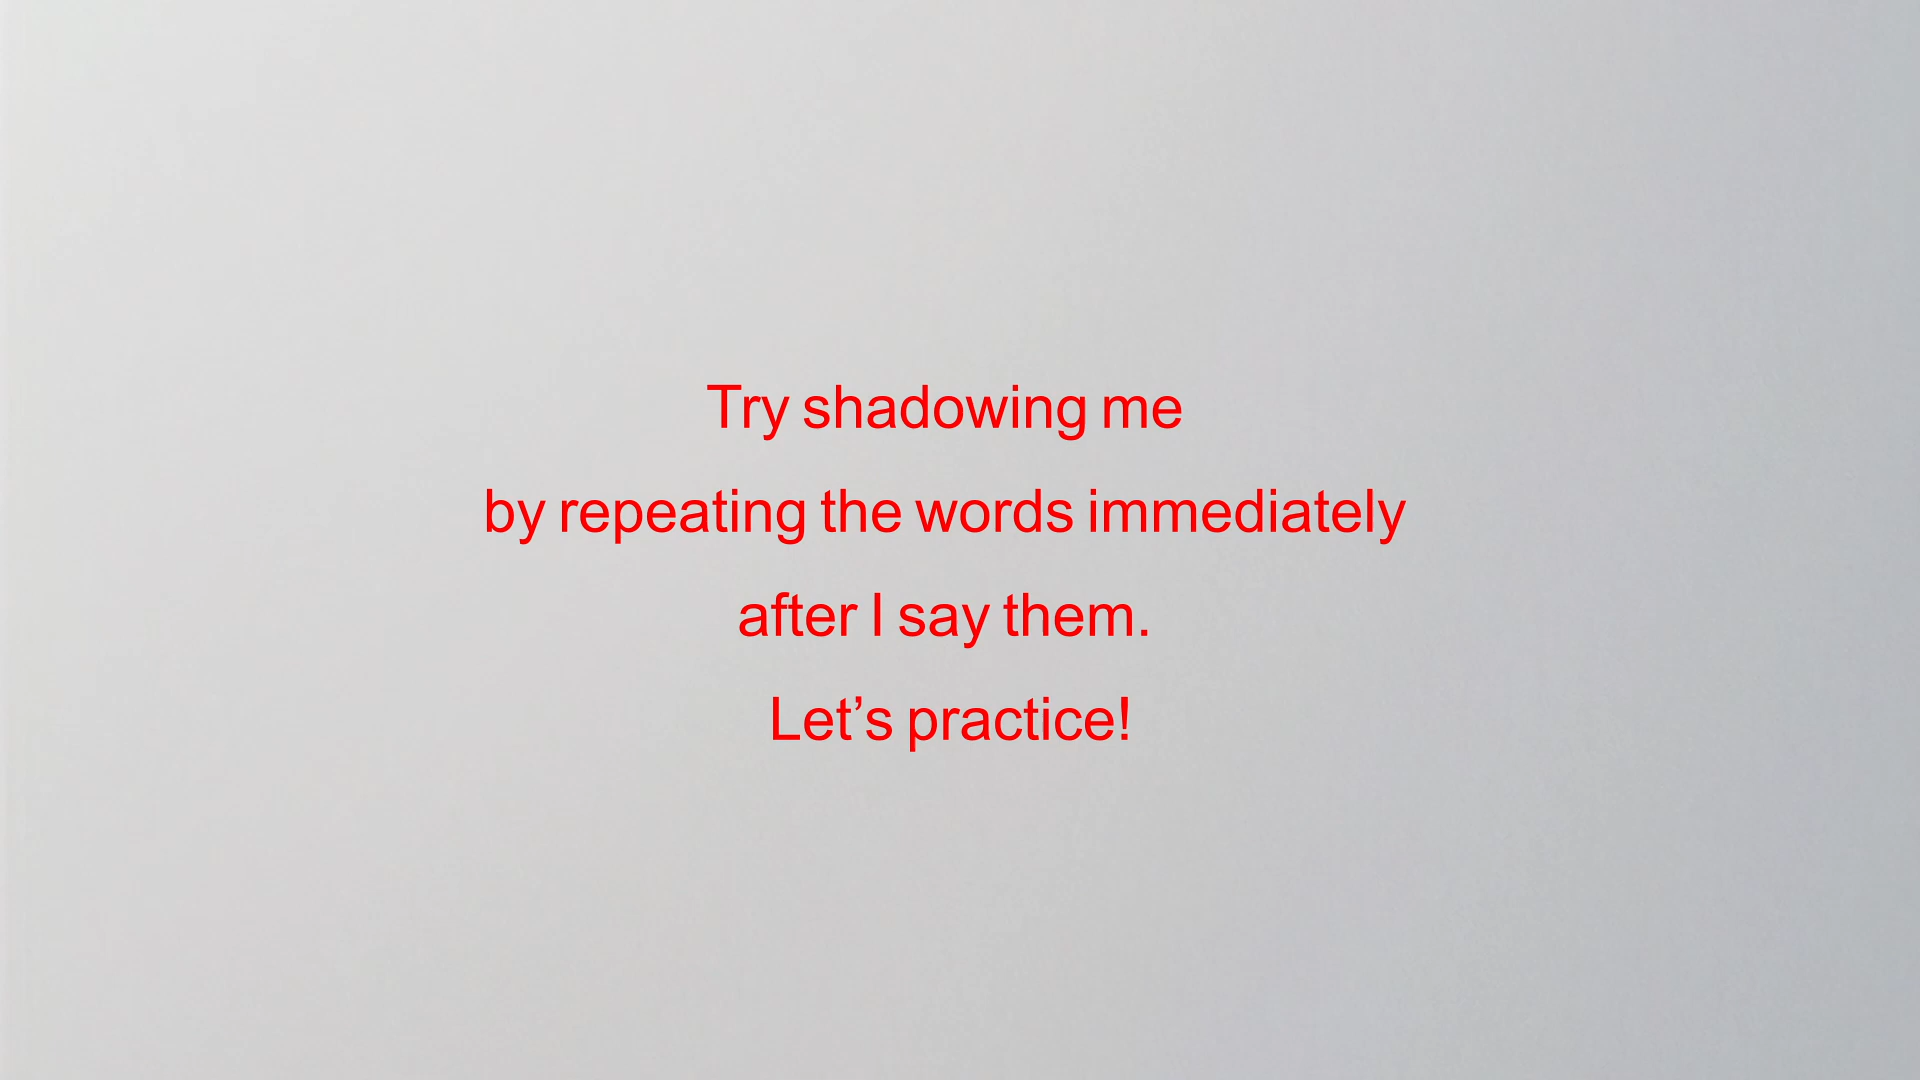 Try shadowing me
by repeating the words immediately
after I say them.
Let’s practice!